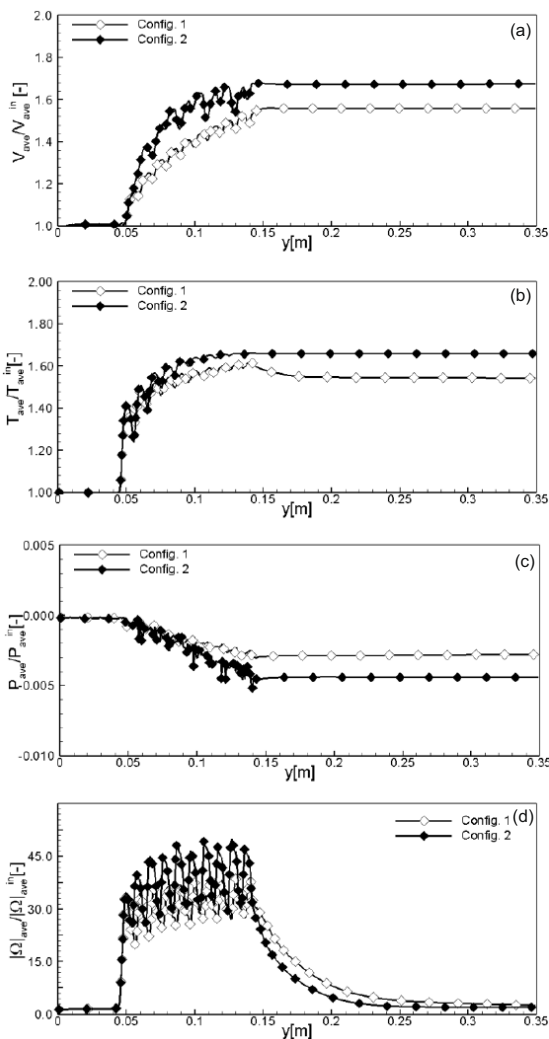 (a)
Config. 1
Config. 2
V_ave/V_ave^in [-]
2.0
1.8
1.6
1.4
1.2
1.0
0 0.05 0.1 0.15 0.2 0.25 0.3 0.35
y[m]
(b)
Config. 1
Config. 2
T_ave/T_ave^in [-]
2.00
1.80
1.60
1.40
1.20
1.00
0 0.05 0.1 0.15 0.2 0.25 0.3 0.35
y[m]
(c)
Config. 1
Config. 2
P_ave/P_ave^in [-]
0.005
0.000
-0.005
-0.010
0 0.05 0.1 0.15 0.2 0.25 0.3 0.35
y[m]
(d)
Config. 1
Config. 2
|Ω|_ave/|Ω|_ave^in [-]
45.0
30.0
15.0
0.0
0 0.05 0.1 0.15 0.2 0.25 0.3 0.35
y[m]